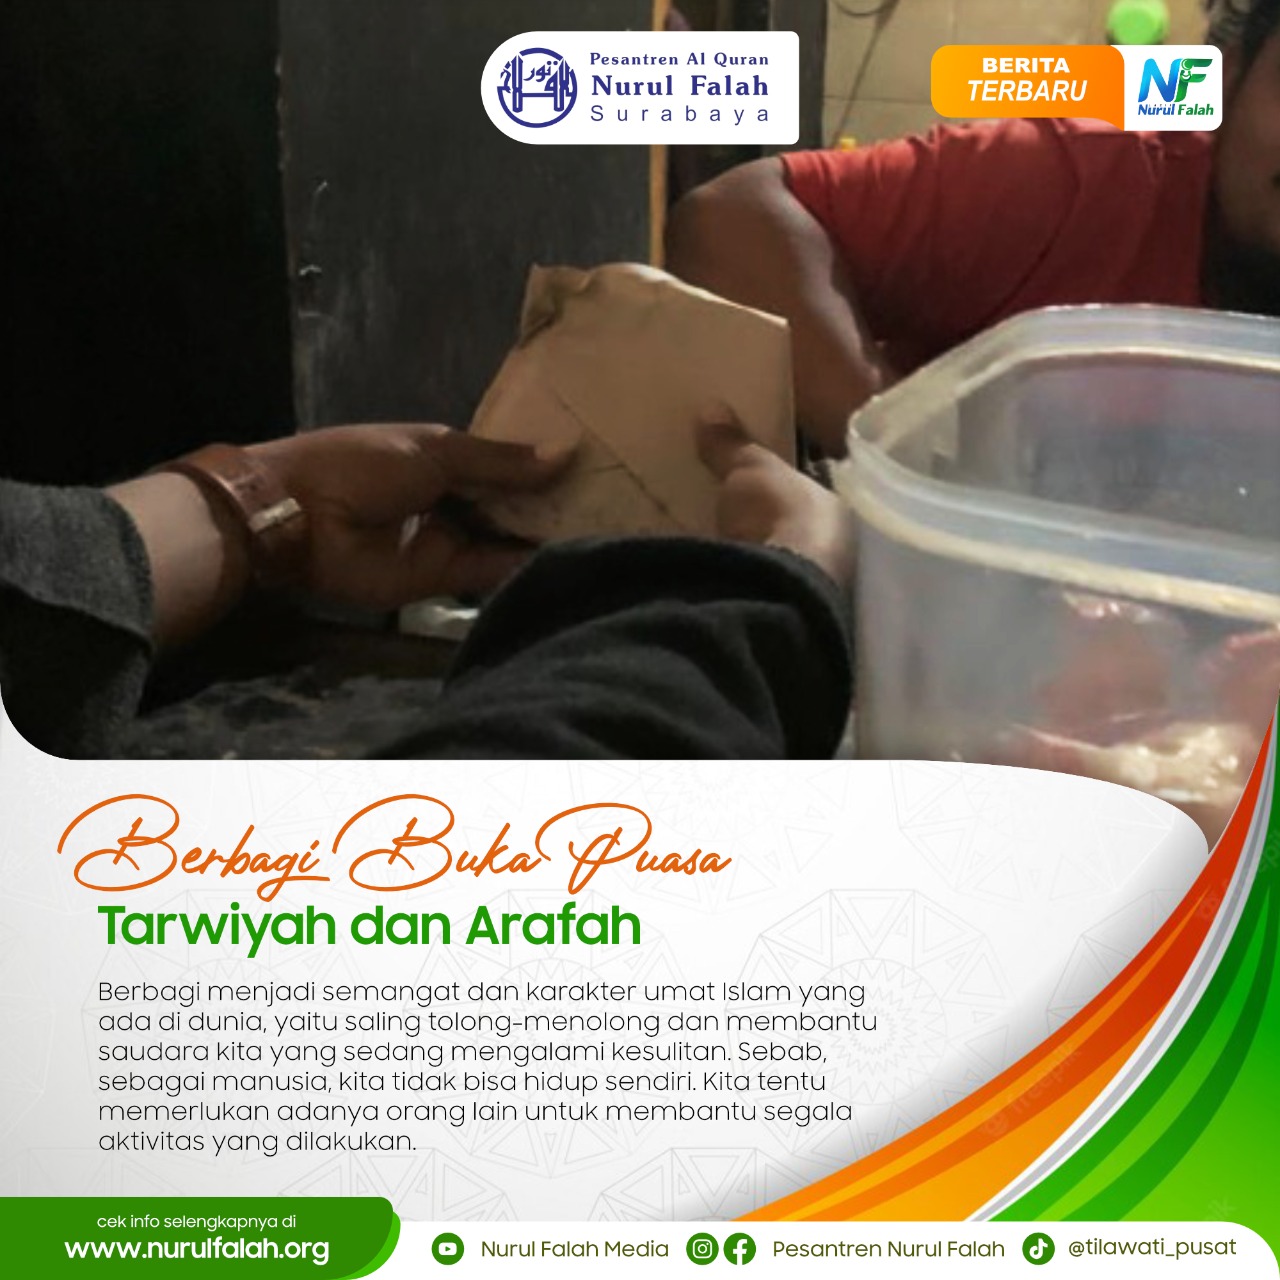 Pesantren Al Quran
Nurul Falah
Surabaya
BERITA
TERBARU
NF
Nurul Falah
Berbagi Buka Puasa
Tarwiyah dan Arafah
Berbagi menjadi semangat dan karakter umat Islam yang
ada di dunia, yaitu saling tolong-menolong dan membantu
saudara kita yang sedang mengalami kesulitan. Sebab,
sebagai manusia, kita tidak bisa hidup sendiri. Kita tentu
memerlukan adanya orang lain untuk membantu segala
aktivitas yang dilakukan.
cek info selengkapnya di
www.nurulfalah.org
Nurul Falah Media
Pesantren Nurul Falah
@tilawati_pusat